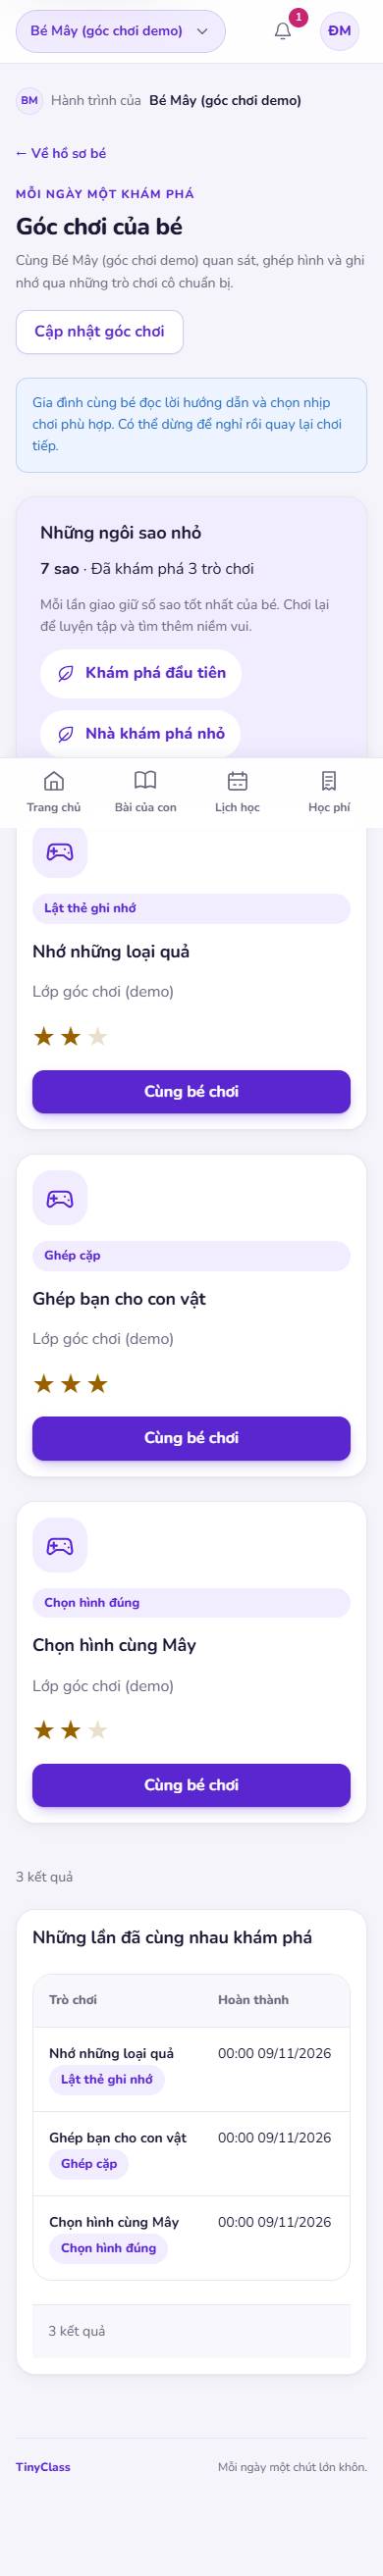 Bé Mây (góc chơi demo)
1
ĐM
BM Hành trình của Bé Mây (góc chơi demo)
← Về hồ sơ bé
MỖI NGÀY MỘT KHÁM PHÁ
Góc chơi của bé
Cùng Bé Mây (góc chơi demo) quan sát, ghép hình và ghi
nhớ qua những trò chơi cô chuẩn bị.
Cập nhật góc chơi
Gia đình cùng bé đọc lời hướng dẫn và chọn nhịp
chơi phù hợp. Có thể dừng để nghỉ rồi quay lại chơi
tiếp.
Những ngôi sao nhỏ
7 sao · Đã khám phá 3 trò chơi
Mỗi lần giao giữ số sao tốt nhất của bé. Chơi lại
để luyện tập và tìm thêm niềm vui.
Khám phá đầu tiên
Nhà khám phá nhỏ
Trang chủ
Bài của con
Lịch học
Học phí
Lật thẻ ghi nhớ
Nhớ những loại quả
Lớp góc chơi (demo)
Cùng bé chơi
Ghép cặp
Ghép bạn cho con vật
Lớp góc chơi (demo)
Cùng bé chơi
Chọn hình đúng
Chọn hình cùng Mây
Lớp góc chơi (demo)
Cùng bé chơi
3 kết quả
Những lần đã cùng nhau khám phá
Trò chơi Hoàn thành
Nhớ những loại quả 00:00 09/11/2026
Lật thẻ ghi nhớ
Ghép bạn cho con vật 00:00 09/11/2026
Ghép cặp
Chọn hình cùng Mây 00:00 09/11/2026
Chọn hình đúng
3 kết quả
TinyClass Mỗi ngày một chút lớn khôn.